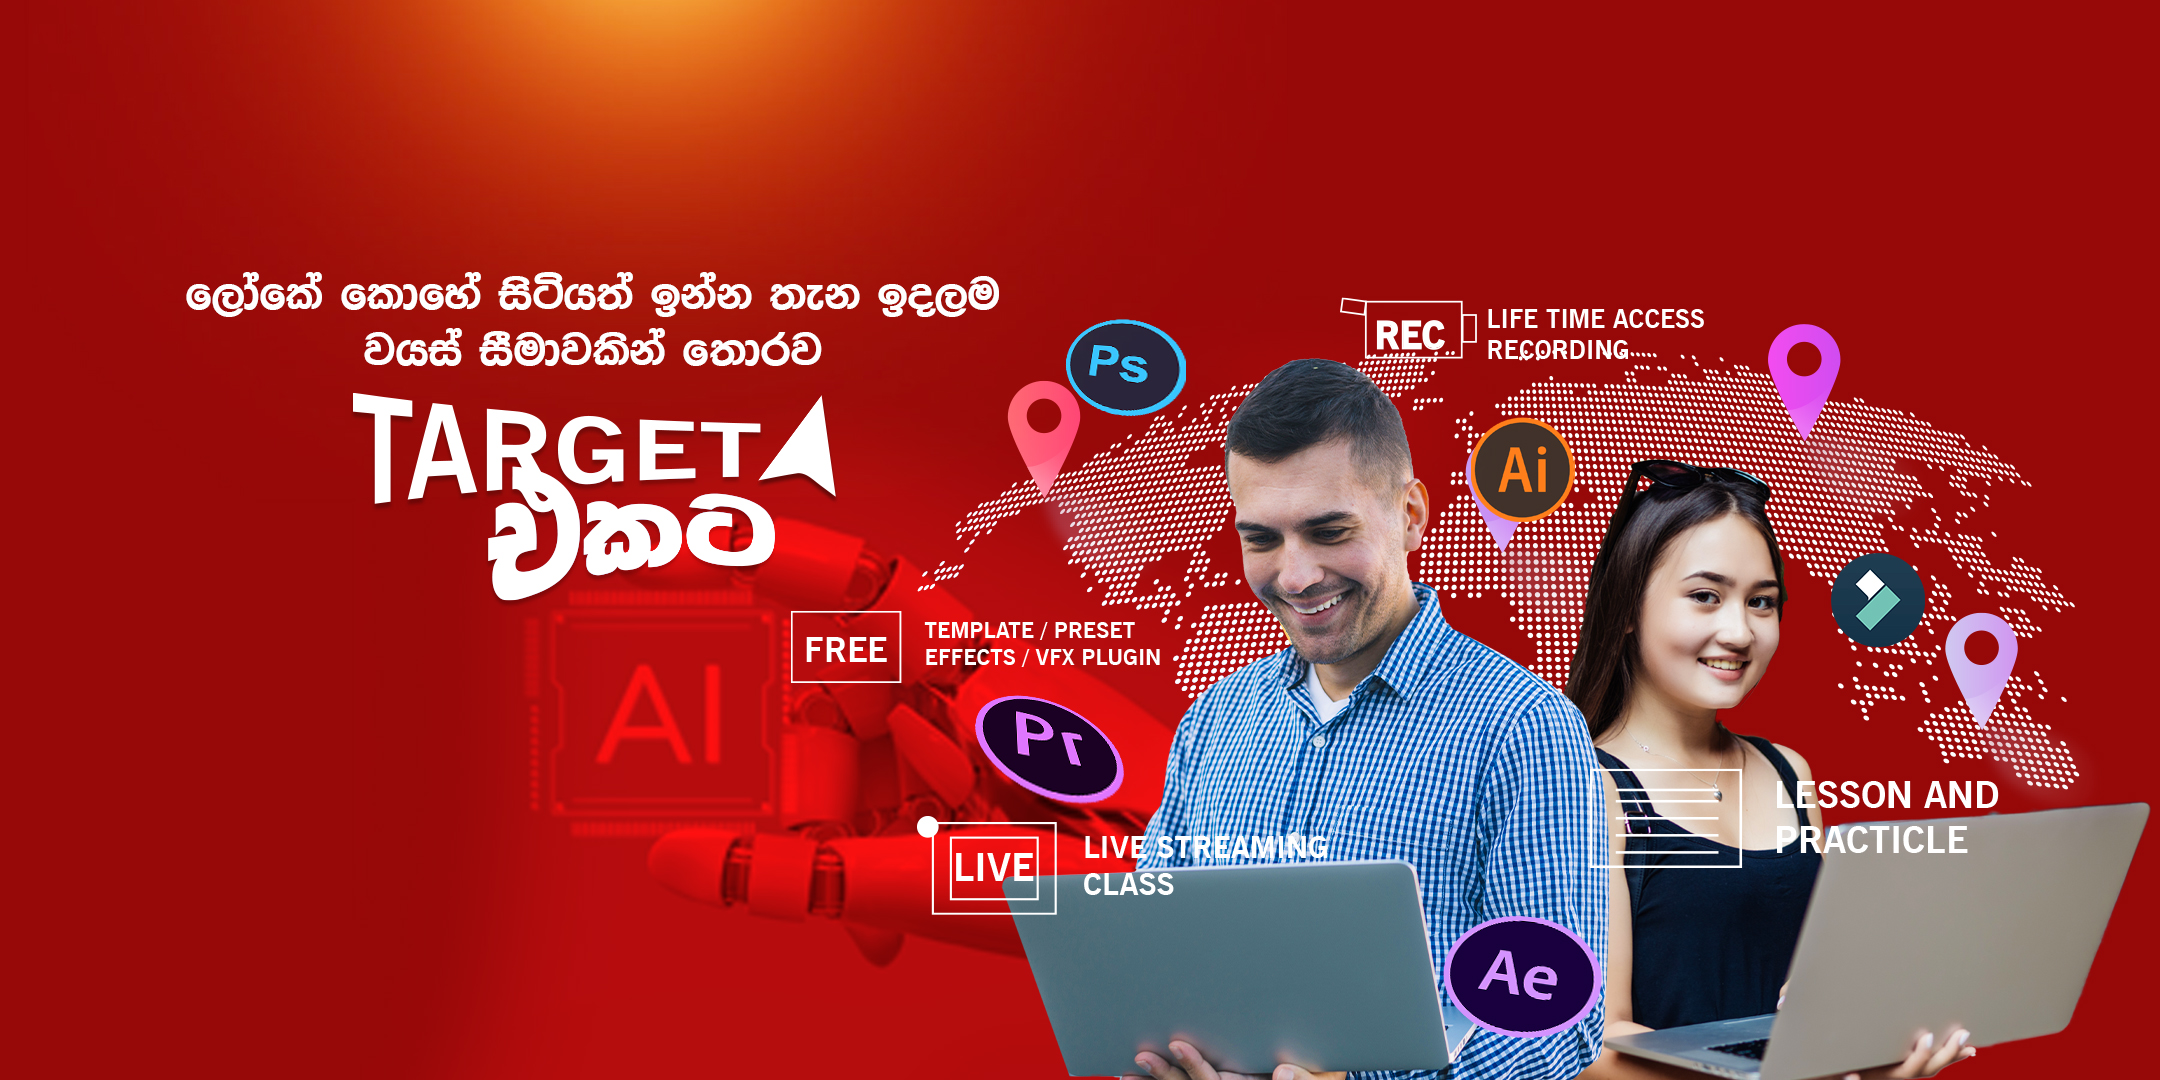 ලෝකේ කොහේ සිටියත් ඉන්න තැන ඉදලම
වයස් සීමාවකින් තොරව
TARGET
එකට
REC
LIFE TIME ACCESS
RECORDING
Ps
Ai
FREE
TEMPLATE / PRESET
EFFECTS / VFX PLUGIN
AI
Pr
LIVE
LIVE STREAMING
CLASS
LESSON AND
PRACTICLE
Ae